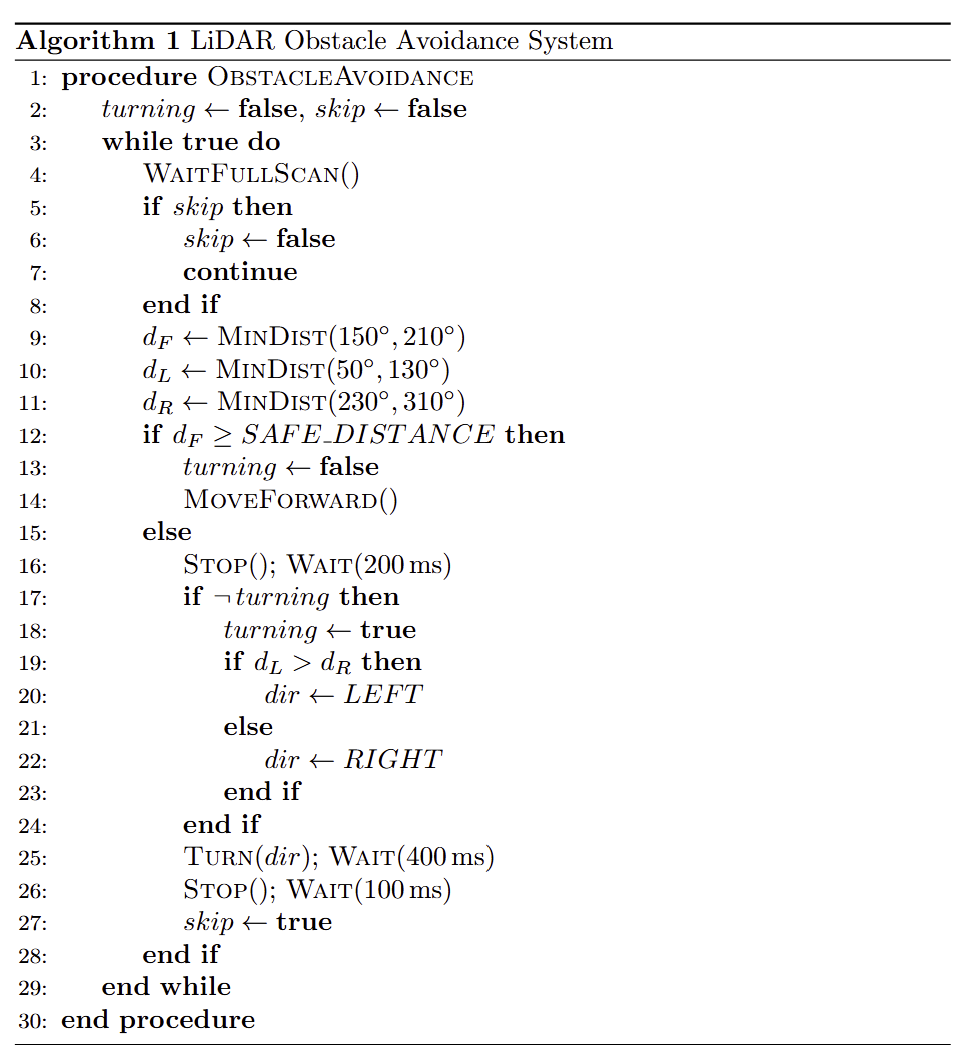 Algorithm 1 LiDAR Obstacle Avoidance System
1: procedure ObstacleAvoidance
2: turning ← false, skip ← false
3: while true do
4: WaitFullScan()
5: if skip then
6: skip ← false
7: continue
8: end if
9: d_F ← MinDist(150°, 210°)
10: d_L ← MinDist(50°, 130°)
11: d_R ← MinDist(230°, 310°)
12: if d_F ≥ SAFE_DISTANCE then
13: turning ← false
14: MoveForward()
15: else
16: Stop(); Wait(200 ms)
17: if ¬ turning then
18: turning ← true
19: if d_L > d_R then
20: dir ← LEFT
21: else
22: dir ← RIGHT
23: end if
24: end if
25: Turn(dir); Wait(400 ms)
26: Stop(); Wait(100 ms)
27: skip ← true
28: end if
29: end while
30: end procedure